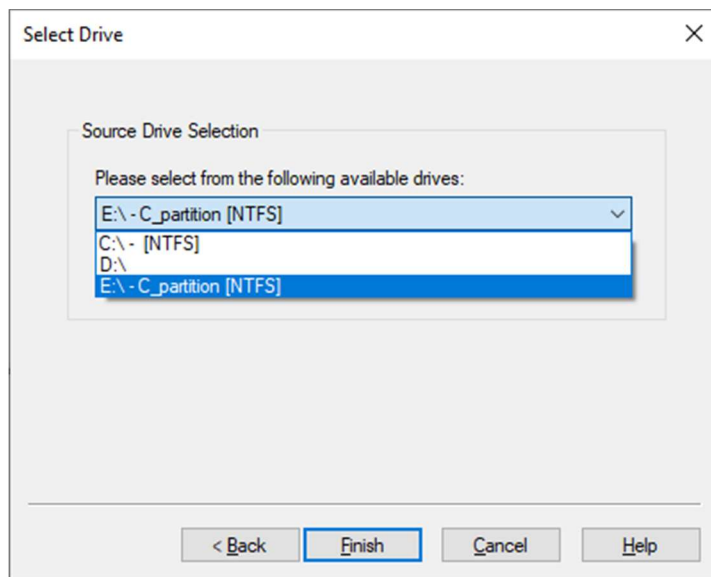 Select Drive
Source Drive Selection
Please select from the following available drives:
E:\ - C_partition [NTFS]
C:\ -  [NTFS]
D:\
E:\ - C_partition [NTFS]
< Back Finish Cancel Help